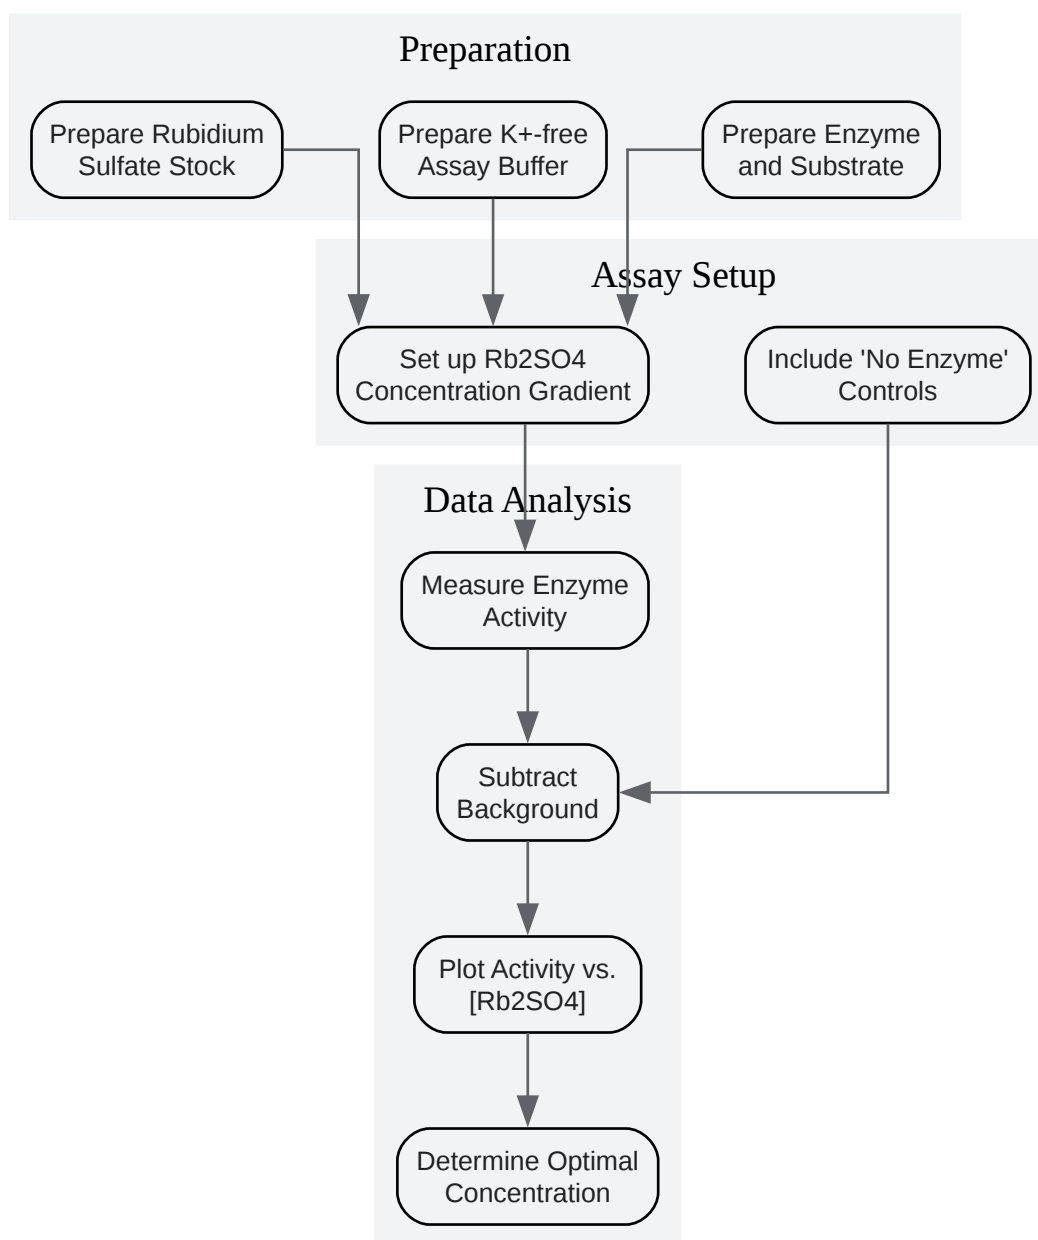 Preparation
Prepare Rubidium
Sulfate Stock
Prepare K+-free
Assay Buffer
Prepare Enzyme
and Substrate
Assay Setup
Set up Rb2SO4
Concentration Gradient
Include 'No Enzyme'
Controls
Data Analysis
Measure Enzyme
Activity
Subtract
Background
Plot Activity vs.
[Rb2SO4]
Determine Optimal
Concentration